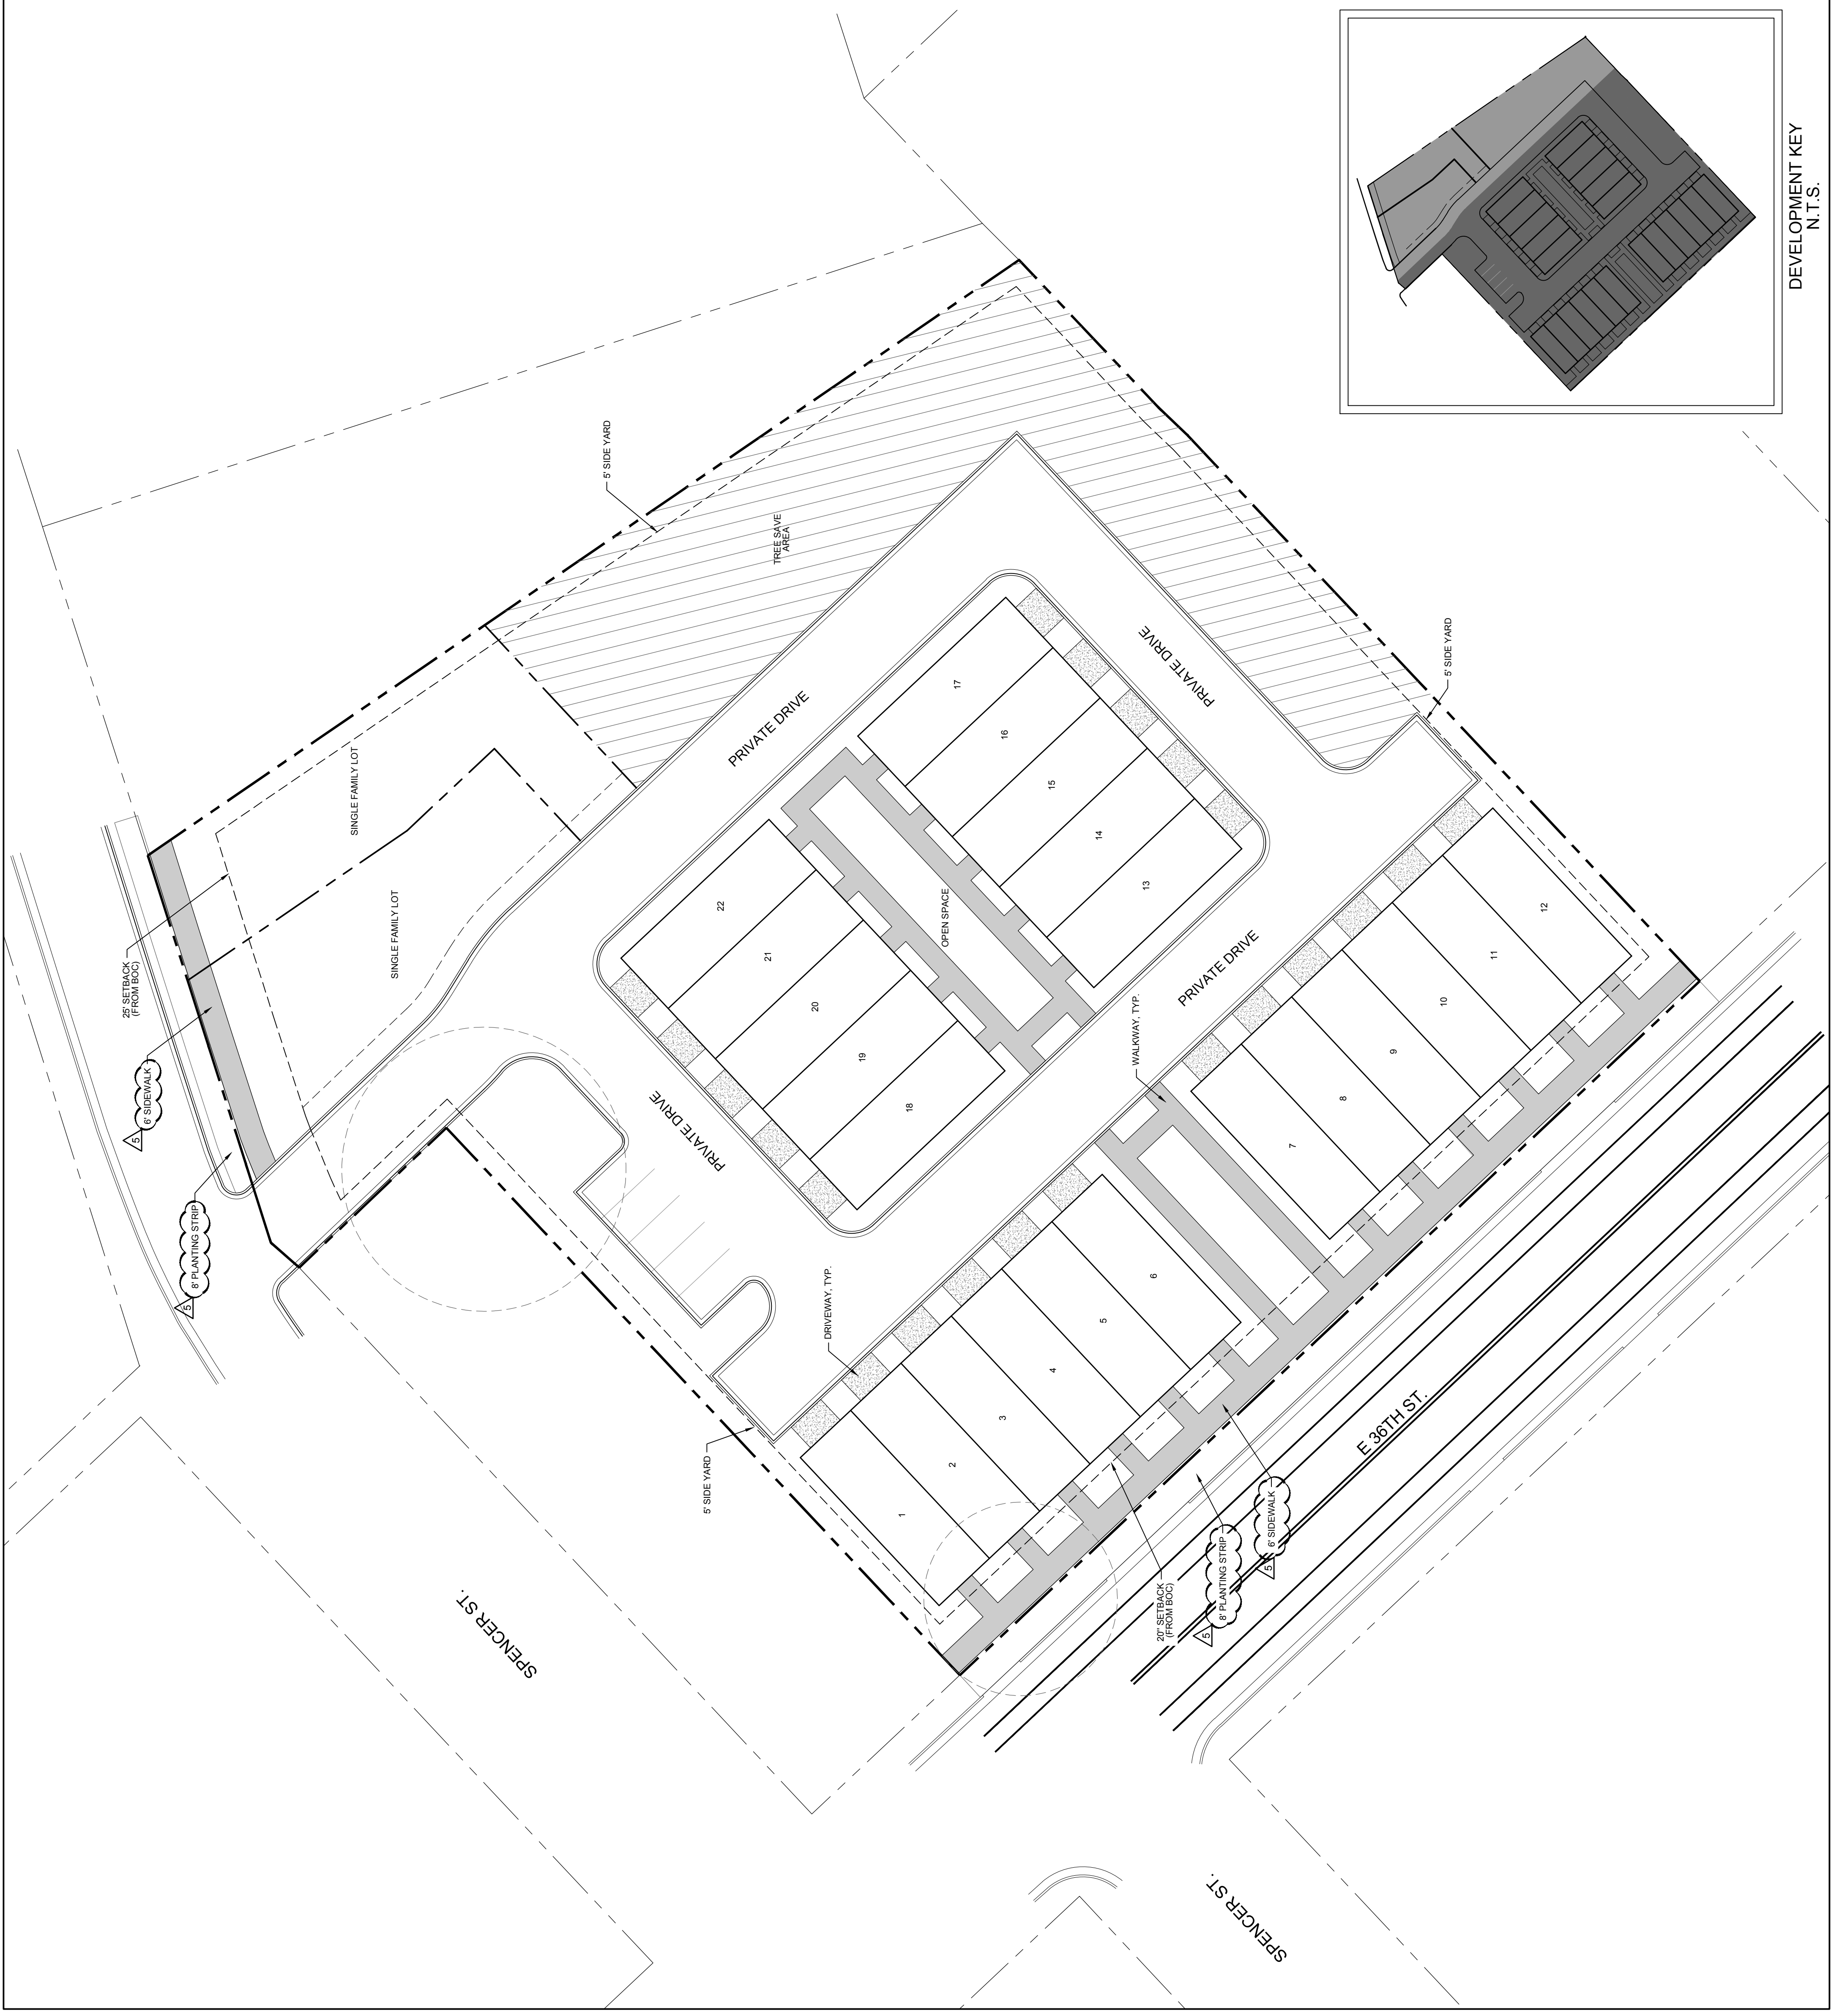 25' SETBACK
(FROM BOC)
5
6' SIDEWALK
5
8' PLANTING STRIP
SINGLE FAMILY LOT
SINGLE FAMILY LOT
5' SIDE YARD
TREE SAVE
AREA
PRIVATE DRIVE
PRIVATE DRIVE
PRIVATE DRIVE
PRIVATE DRIVE
22
21
20
19
18
OPEN SPACE
17
16
15
14
13
5' SIDE YARD
DRIVEWAY, TYP.
WALKWAY, TYP.
5' SIDE YARD
1
2
3
4
5
6
7
8
9
10
11
12
20" SETBACK
(FROM BOC)
5
8' PLANTING STRIP
5
6' SIDEWALK
E 36TH ST.
SPENCER ST.
SPENCER ST.
DEVELOPMENT KEY
N.T.S.